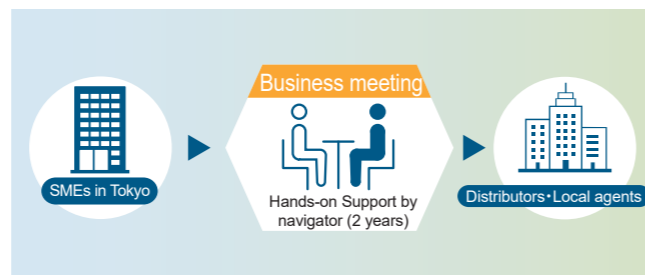 Business meeting
SMEs in Tokyo
Hands-on Support by
navigator (2 years)
Distributors・Local agents